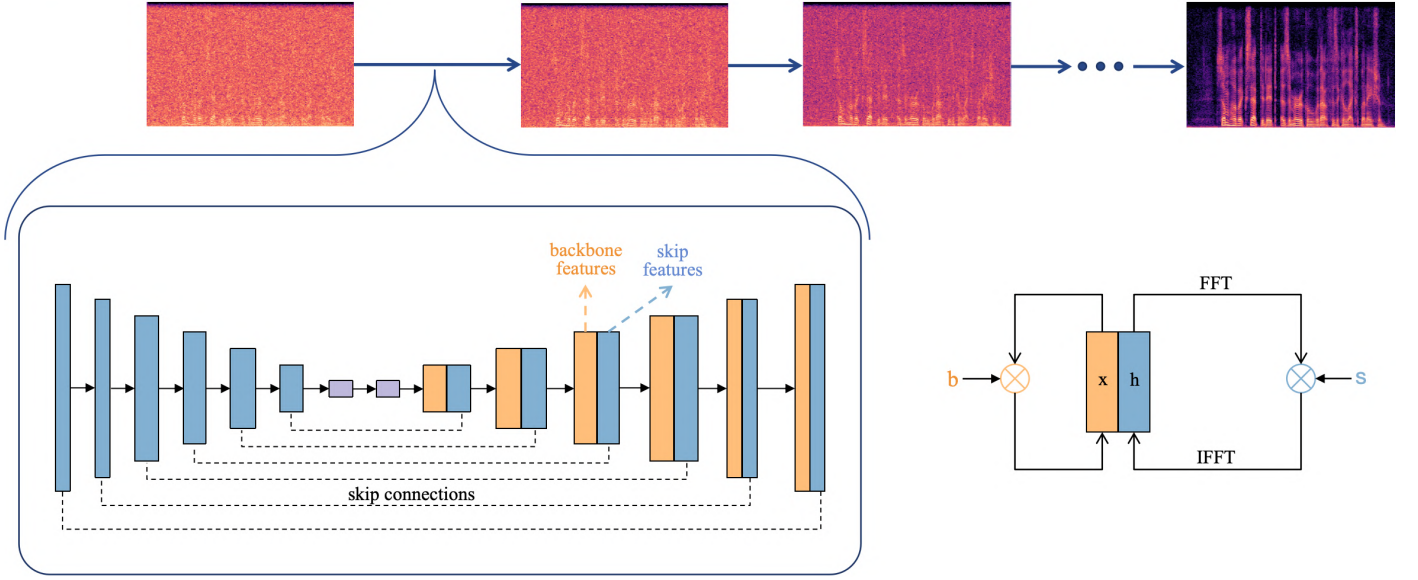 backbone
features
skip
features
skip connections
FFT
b
x
h
s
IFFT